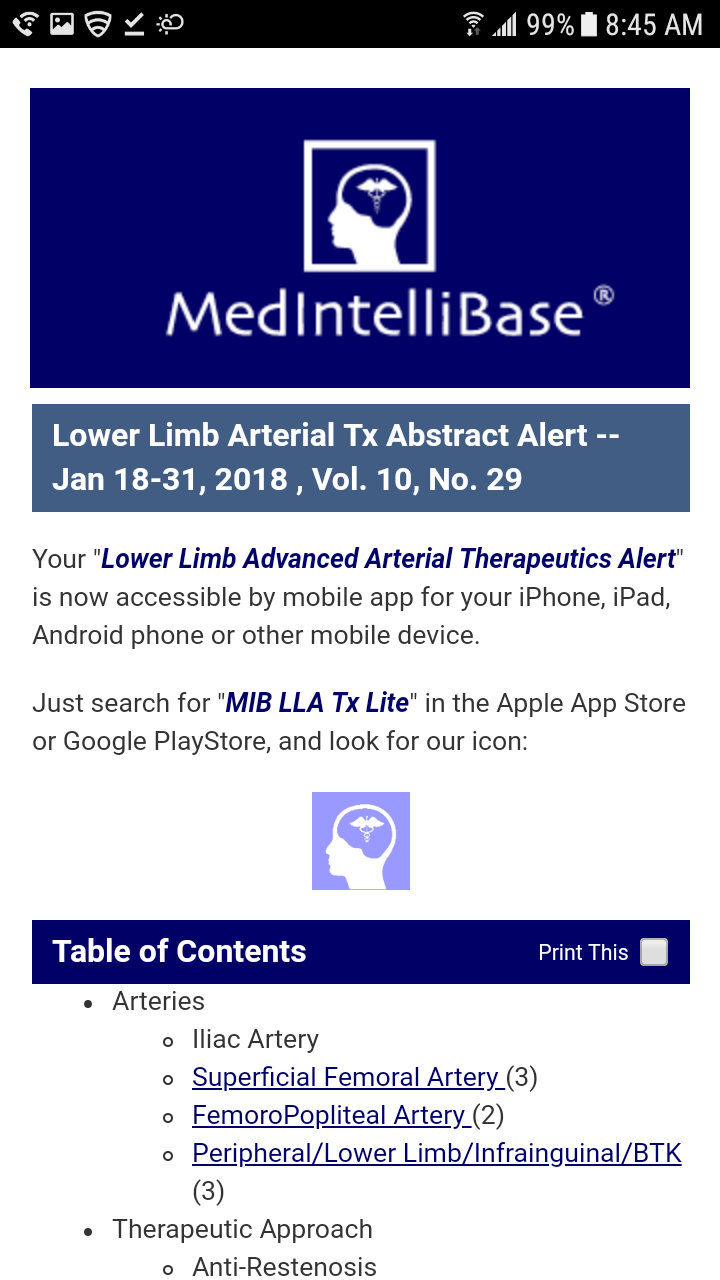 99% 8:45 AM
MedIntelliBase ®
Lower Limb Arterial Tx Abstract Alert --
Jan 18-31, 2018 , Vol. 10, No. 29
Your "Lower Limb Advanced Arterial Therapeutics Alert"
is now accessible by mobile app for your iPhone, iPad,
Android phone or other mobile device.
Just search for "MIB LLA Tx Lite" in the Apple App Store
or Google PlayStore, and look for our icon:
Table of Contents Print This
• Arteries
◦ Iliac Artery
◦ Superficial Femoral Artery (3)
◦ FemoroPopliteal Artery (2)
◦ Peripheral/Lower Limb/Infrainguinal/BTK
(3)
• Therapeutic Approach
◦ Anti-Restenosis